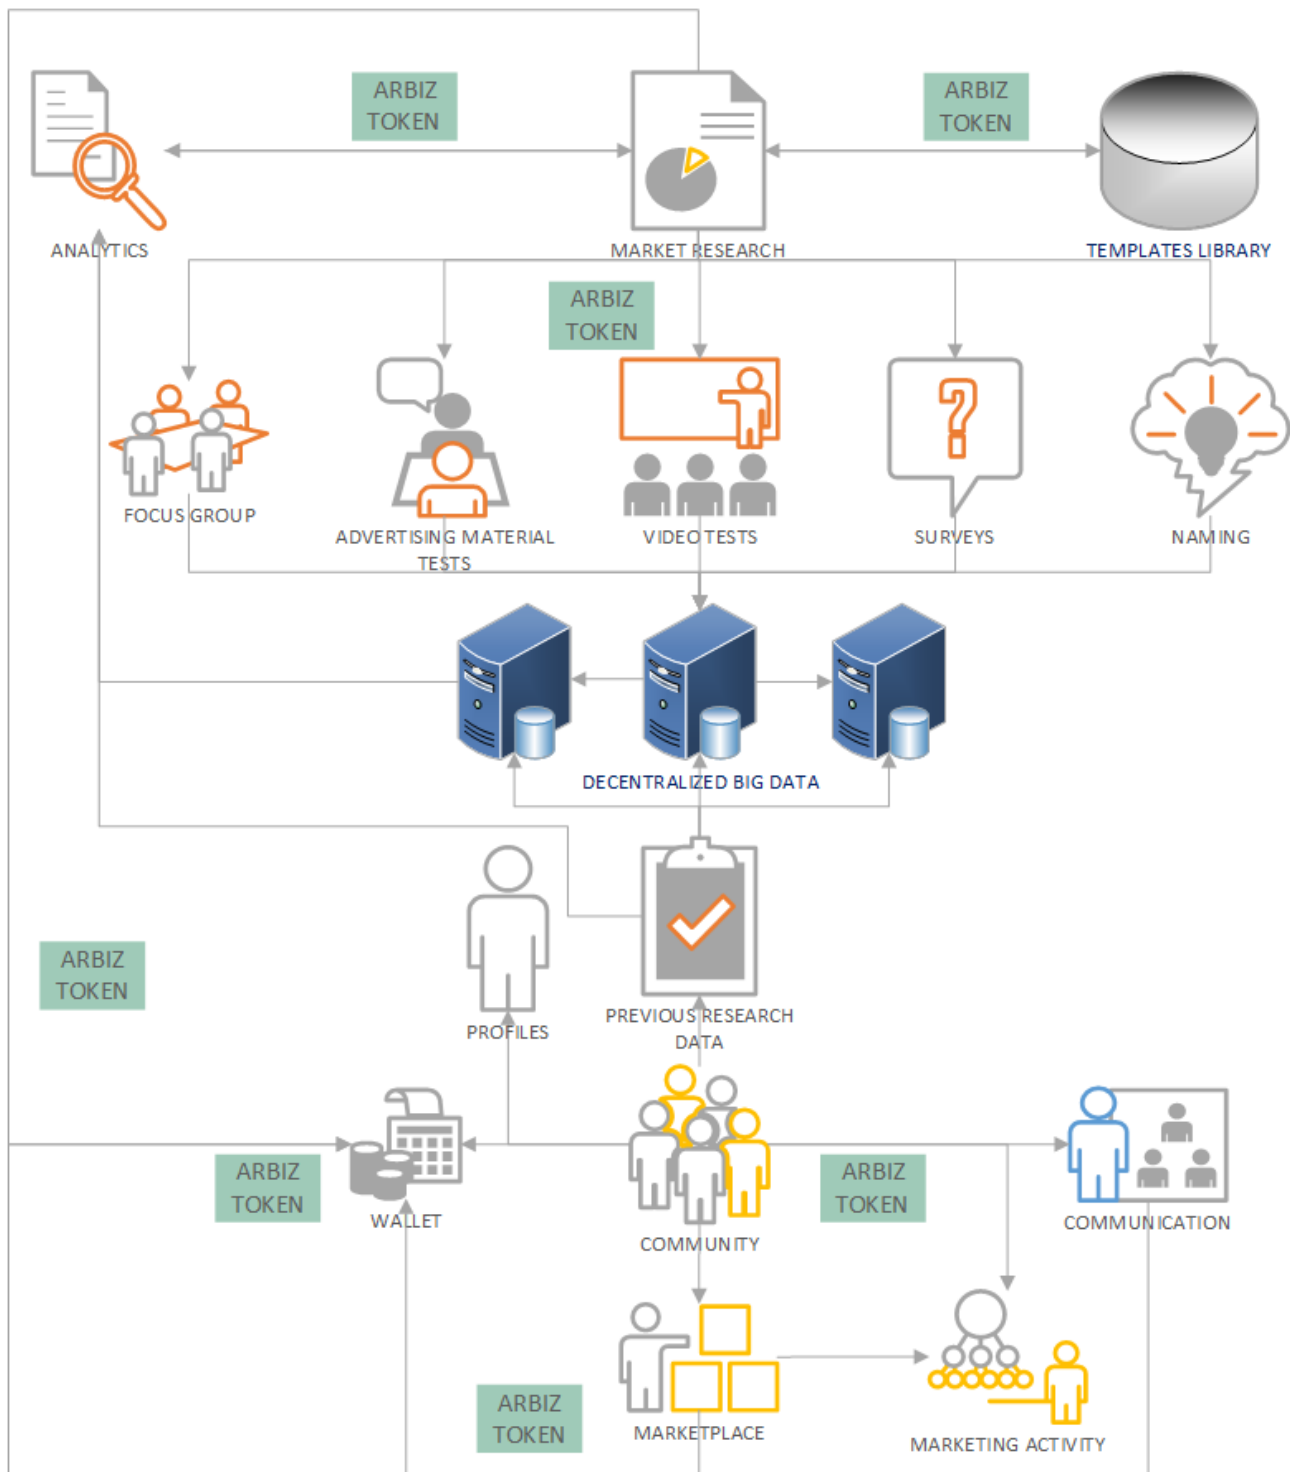 ARBIZ
TOKEN
ARBIZ
TOKEN
ANALYTICS
MARKET RESEARCH
TEMPLATES LIBRARY
ARBIZ
TOKEN
FOCUS GROUP
ADVERTISING MATERIAL
TESTS
VIDEO TESTS
SURVEYS
NAMING
DECENTRALIZED BIG DATA
ARBIZ
TOKEN
PROFILES
PREVIOUS RESEARCH
DATA
ARBIZ
TOKEN
WALLET
COMMUNITY
ARBIZ
TOKEN
COMMUNICATION
ARBIZ
TOKEN
MARKETPLACE
MARKETING ACTIVITY